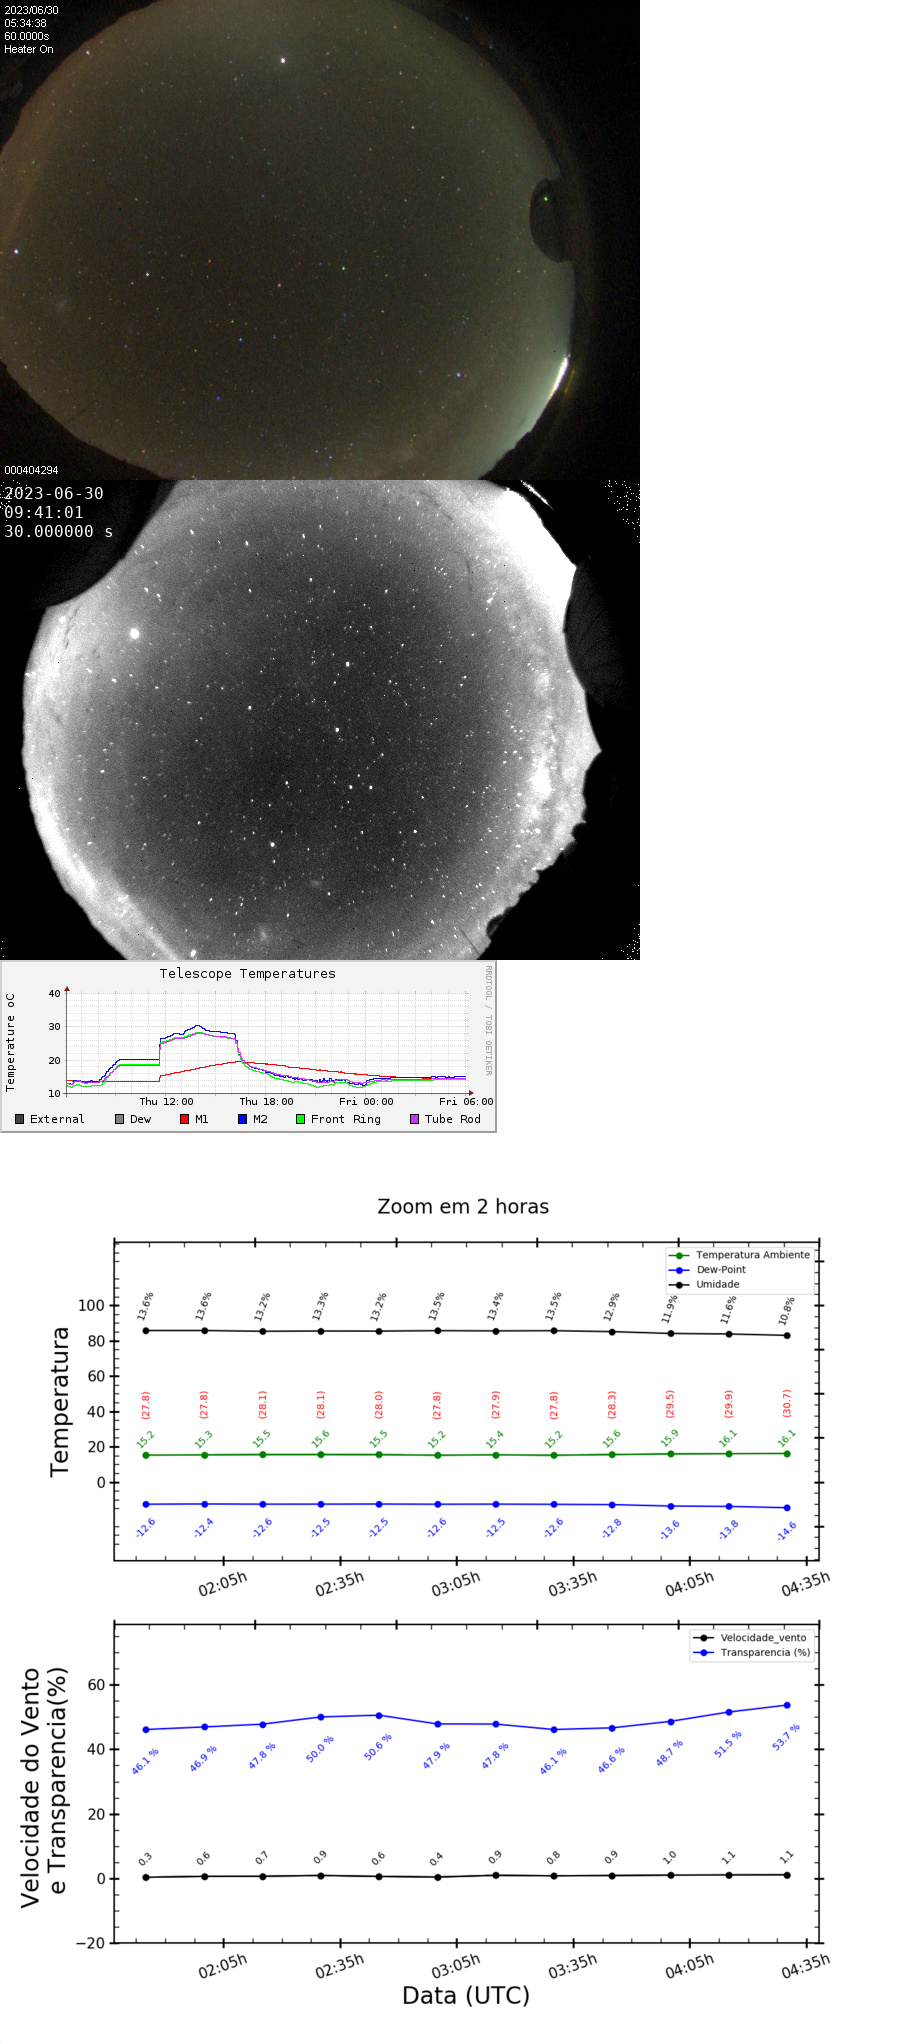 2023/06/30
05:34:38
60.0000s
Heater On
000404294
2023-06-30
09:41:01
30.000000 s
Telescope Temperatures
Temperature oC
RRDTOOL / TOBI OETIKER
40
30
20
10
Thu 12:00 Thu 18:00 Fri 00:00 Fri 06:00
External Dew M1 M2 Front Ring Tube Rod
Zoom em 2 horas
Temperatura
Temperatura Ambiente
Dew-Point
Umidade
100
80
60
40
20
0
13.6% 13.6% 13.2% 13.3% 13.2% 13.5% 13.4% 13.5% 12.9% 11.9% 11.6% 10.8%
(27.8) (27.8) (28.1) (28.1) (28.0) (27.8) (27.9) (27.8) (28.3) (29.5) (29.9) (30.7)
15.2 15.3 15.5 15.6 15.5 15.2 15.4 15.2 15.6 15.9 16.1 16.1
-12.6 -12.4 -12.6 -12.5 -12.5 -12.6 -12.5 -12.6 -12.8 -13.6 -13.8 -14.6
02:05h 02:35h 03:05h 03:35h 04:05h 04:35h
Velocidade do Vento
e Transparencia(%)
Velocidade_vento
Transparencia (%)
60
40
20
0
−20
46.1 % 46.9 % 47.8 % 50.0 % 50.6 % 47.9 % 47.8 % 46.1 % 46.6 % 48.7 % 51.5 % 53.7 %
0.3 0.6 0.7 0.9 0.6 0.4 0.9 0.8 0.9 1.0 1.1 1.1
02:05h 02:35h 03:05h 03:35h 04:05h 04:35h
Data (UTC)